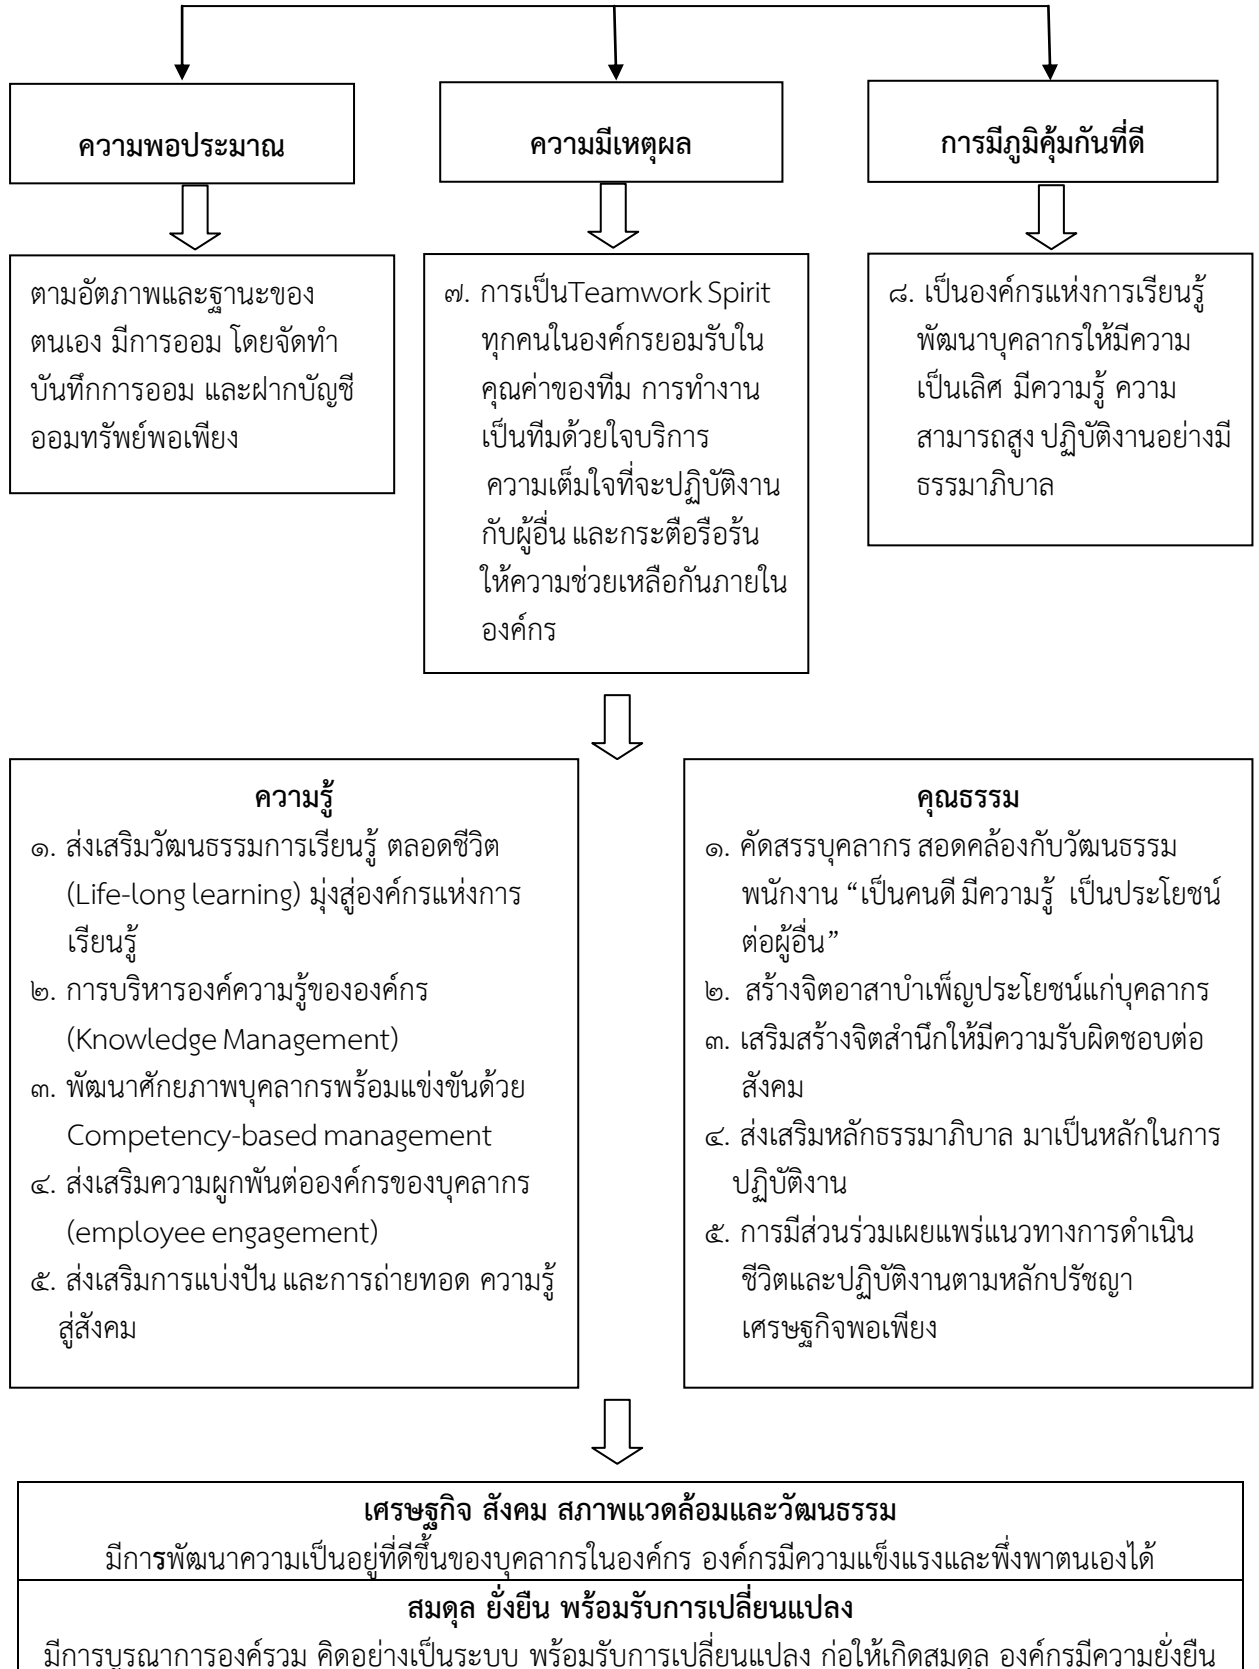 ความพอประมาณ
ความมีเหตุผล
การมีภูมิคุ้มกันที่ดี
ตามอัตภาพและฐานะของ
ตนเอง มีการออม โดยจัดทำ
บันทึกการออม และฝากบัญชี
ออมทรัพย์พอเพียง
๗. การเป็นTeamwork Spirit
ทุกคนในองค์กรยอมรับใน
คุณค่าของทีม การทำงาน
เป็นทีมด้วยใจบริการ
ความเต็มใจที่จะปฏิบัติงาน
กับผู้อื่น และกระตือรือร้น
ให้ความช่วยเหลือกันภายใน
องค์กร
๘. เป็นองค์กรแห่งการเรียนรู้
พัฒนาบุคลากรให้มีความ
เป็นเลิศ มีความรู้ ความ
สามารถสูง ปฏิบัติงานอย่างมี
ธรรมาภิบาล
ความรู้
๑. ส่งเสริมวัฒนธรรมการเรียนรู้ ตลอดชีวิต
(Life-long learning) มุ่งสู่องค์กรแห่งการ
เรียนรู้
๒. การบริหารองค์ความรู้ขององค์กร
(Knowledge Management)
๓. พัฒนาศักยภาพบุคลากรพร้อมแข่งขันด้วย
Competency-based management
๔. ส่งเสริมความผูกพันต่อองค์กรของบุคลากร
(employee engagement)
๕. ส่งเสริมการแบ่งปัน และการถ่ายทอด ความรู้
สู่สังคม
คุณธรรม
๑. คัดสรรบุคลากร สอดคล้องกับวัฒนธรรม
พนักงาน “เป็นคนดี มีความรู้ เป็นประโยชน์
ต่อผู้อื่น”
๒. สร้างจิตอาสาบำเพ็ญประโยชน์แก่บุคลากร
๓. เสริมสร้างจิตสำนึกให้มีความรับผิดชอบต่อ
สังคม
๔. ส่งเสริมหลักธรรมาภิบาล มาเป็นหลักในการ
ปฏิบัติงาน
๕. การมีส่วนร่วมเผยแพร่แนวทางการดำเนิน
ชีวิตและปฏิบัติงานตามหลักปรัชญา
เศรษฐกิจพอเพียง
เศรษฐกิจ สังคม สภาพแวดล้อมและวัฒนธรรม
มีการพัฒนาความเป็นอยู่ที่ดีขึ้นของบุคลากรในองค์กร องค์กรมีความแข็งแรงและพึ่งพาตนเองได้
สมดุล ยั่งยืน พร้อมรับการเปลี่ยนแปลง
มีการบูรณาการองค์รวม คิดอย่างเป็นระบบ พร้อมรับการเปลี่ยนแปลง ก่อให้เกิดสมดุล องค์กรมีความยั่งยืน